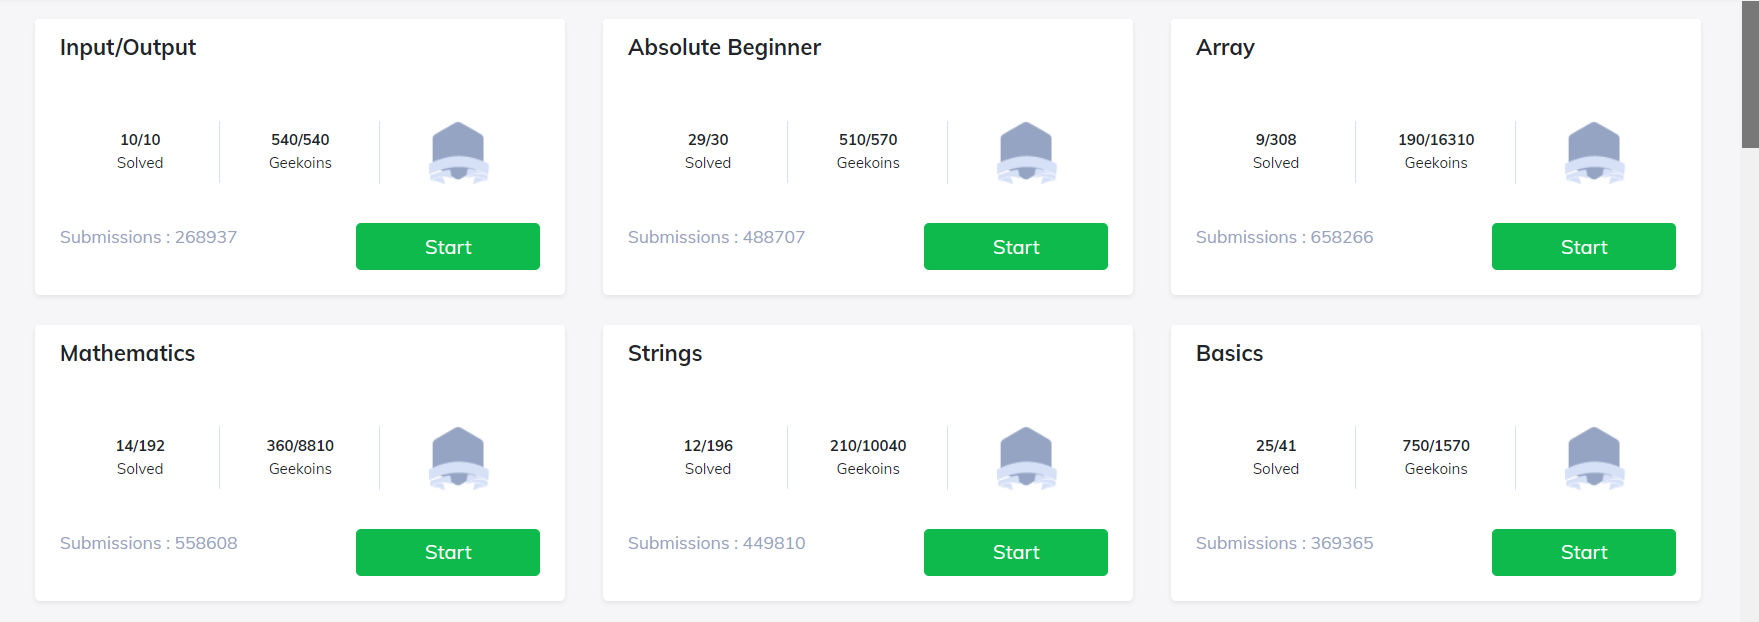 Input/Output
10/10
Solved
540/540
Geekoins
Submissions : 268937
Start
Absolute Beginner
29/30
Solved
510/570
Geekoins
Submissions : 488707
Start
Array
9/308
Solved
190/16310
Geekoins
Submissions : 658266
Start
Mathematics
14/192
Solved
360/8810
Geekoins
Submissions : 558608
Start
Strings
12/196
Solved
210/10040
Geekoins
Submissions : 449810
Start
Basics
25/41
Solved
750/1570
Geekoins
Submissions : 369365
Start